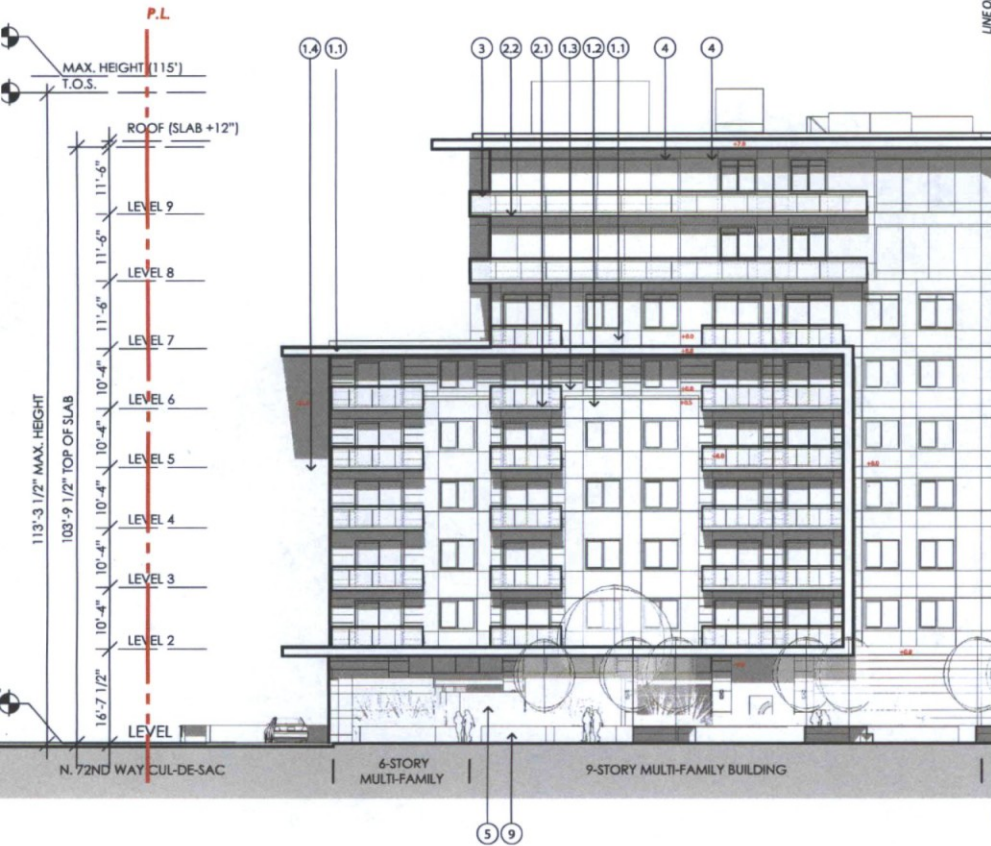 P.L.
LINE O
1.4 1.1 3 2.2 2.1 1.3 1.2 1.1 4 4
MAX. HEIGHT (115')
T.O.S.
ROOF (SLAB +12")
11'-6"
LEVEL 9
11'-6"
LEVEL 8
11'-6"
LEVEL 7
10'-4"
LEVEL 6
10'-4"
LEVEL 5
10'-4"
LEVEL 4
10'-4"
LEVEL 3
10'-4"
LEVEL 2
16'-7 1/2"
LEVEL 1
113'-3 1/2" MAX. HEIGHT
103'-9 1/2" TOP OF SLAB
N. 72ND WAY CUL-DE-SAC
6-STORY
MULTI-FAMILY
9-STORY MULTI-FAMILY BUILDING
5 9